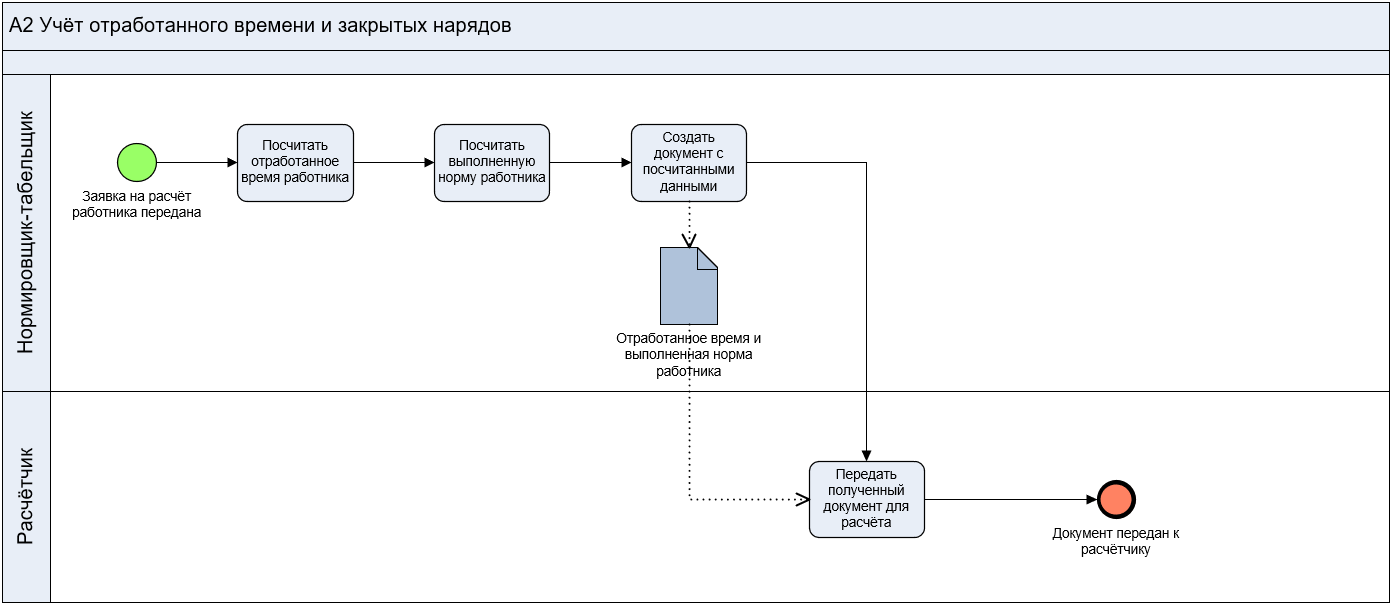 А2 Учёт отработанного времени и закрытых нарядов
Нормировщик-табельщик
Заявка на расчёт
работника передана
Посчитать
отработанное
время работника
Посчитать
выполненную
норму работника
Создать
документ с
посчитанными
данными
Отработанное время и
выполненная норма
работника
Расчётчик
Передать
полученный
документ для
расчёта
Документ передан к
расчётчику